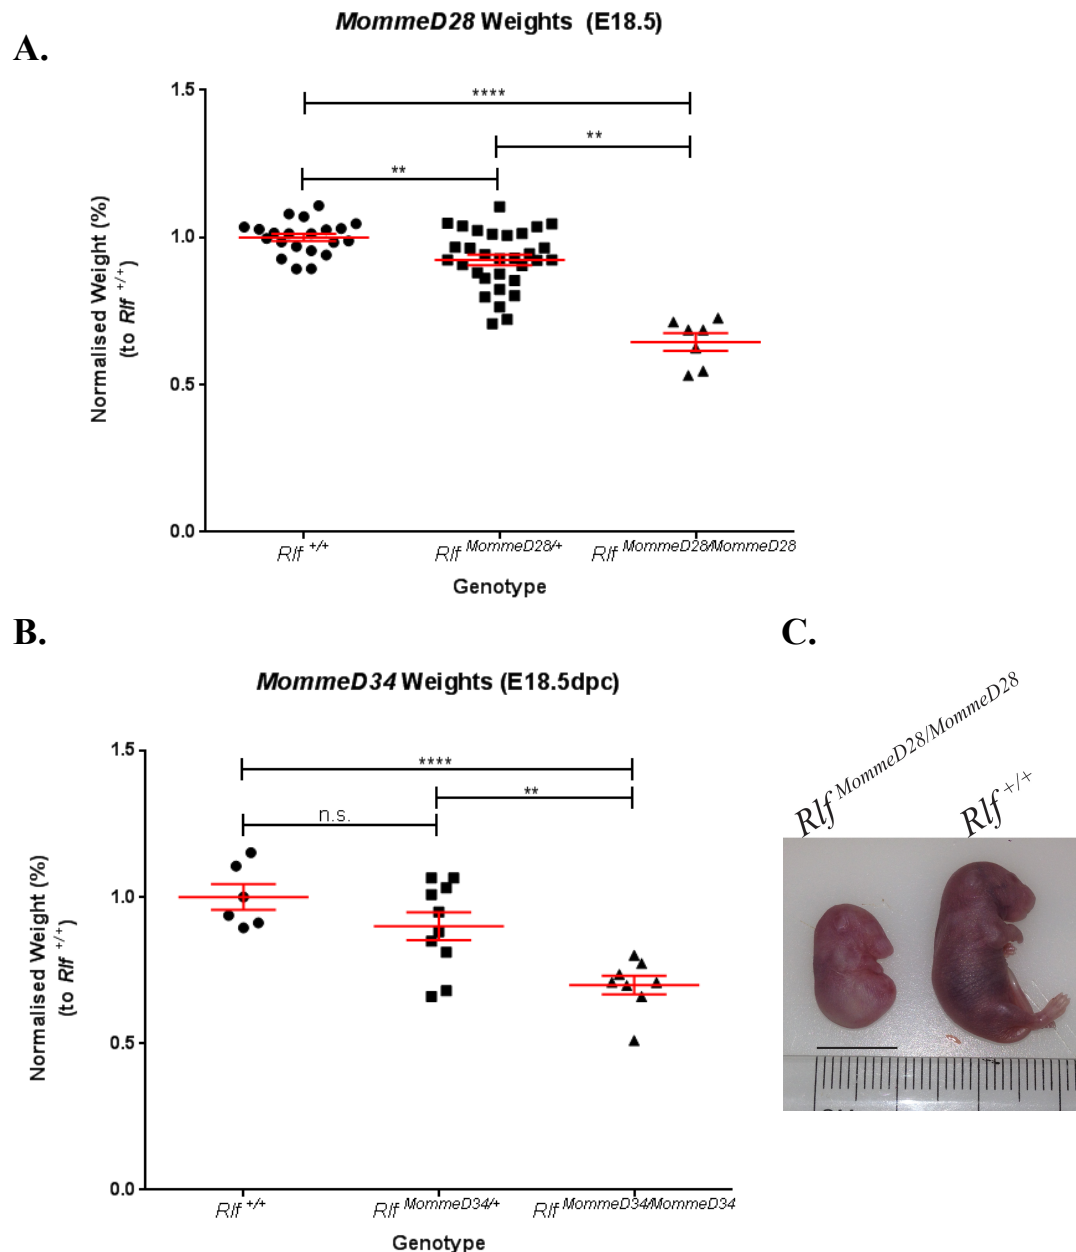 MommeD28 Weights (E18.5)
A.
1.5
****
**
**
1.0
0.5
0.0
Normalised Weight (%)
(to Rlf +/+)
Rlf +/+
Rlf MommeD28/+
Rlf MommeD28/MommeD28
Genotype
B.
MommeD34 Weights (E18.5dpc)
1.5
****
**
n.s.
1.0
0.5
0.0
Normalised Weight (%)
(to Rlf +/+)
Rlf +/+
Rlf MommeD34/+
Rlf MommeD34/MommeD34
Genotype
C.
Rlf MommeD28/MommeD28
Rlf +/+